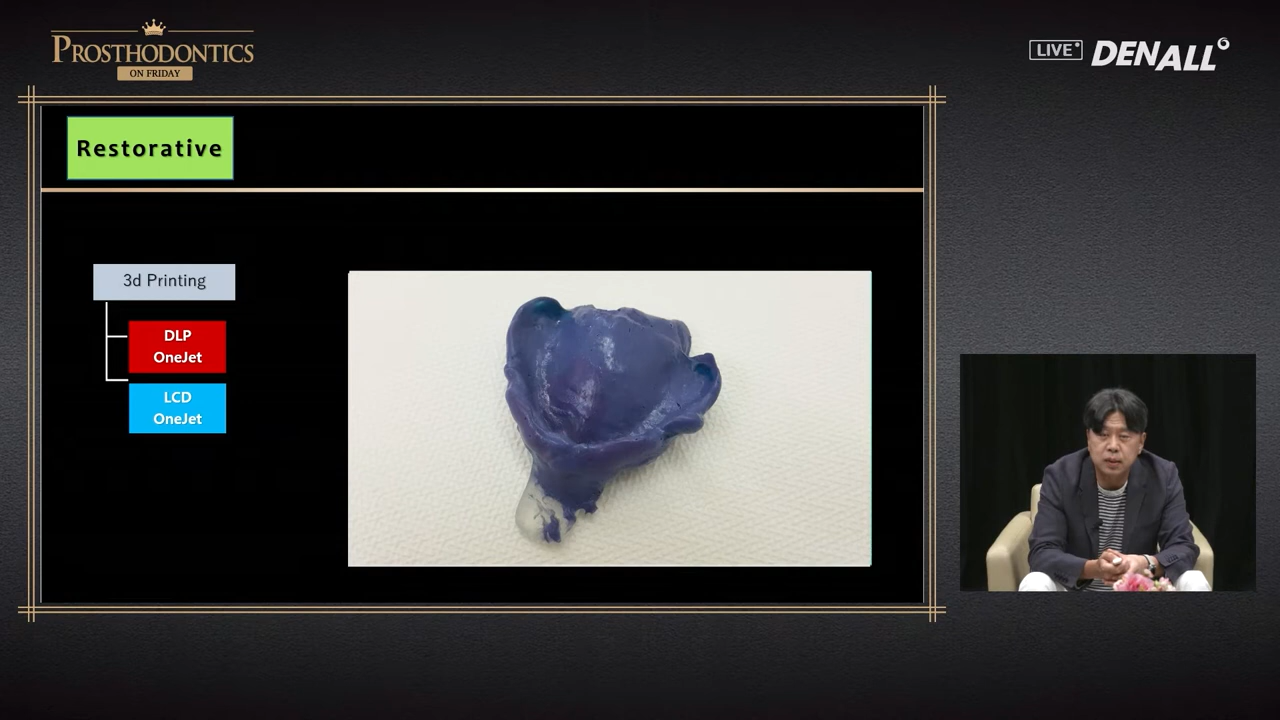 PROSTHODONTICS
ON FRIDAY
LIVE
DENALL
Restorative
3d Printing
DLP
OneJet
LCD
OneJet